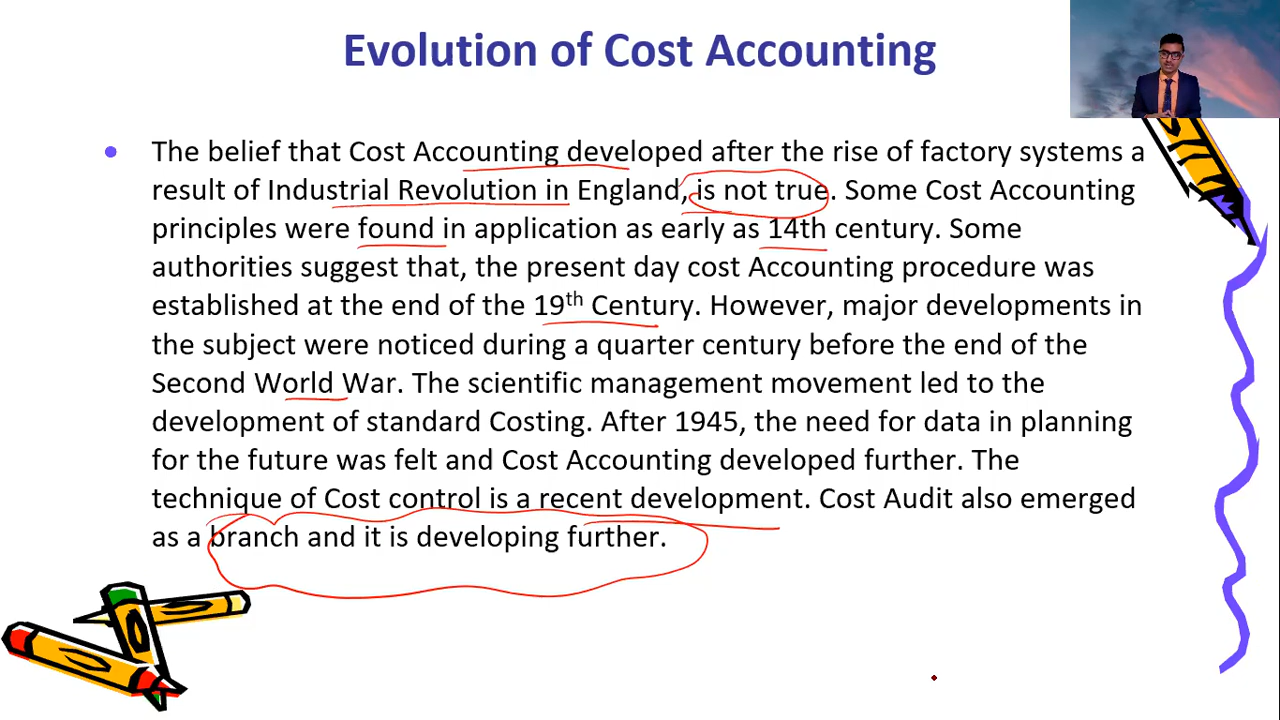 Evolution of Cost Accounting
The belief that Cost Accounting developed after the rise of factory systems a
result of Industrial Revolution in England, is not true. Some Cost Accounting
principles were found in application as early as 14th century. Some
authorities suggest that, the present day cost Accounting procedure was
established at the end of the 19th Century. However, major developments in
the subject were noticed during a quarter century before the end of the
Second World War. The scientific management movement led to the
development of standard Costing. After 1945, the need for data in planning
for the future was felt and Cost Accounting developed further. The
technique of Cost control is a recent development. Cost Audit also emerged
as a branch and it is developing further.